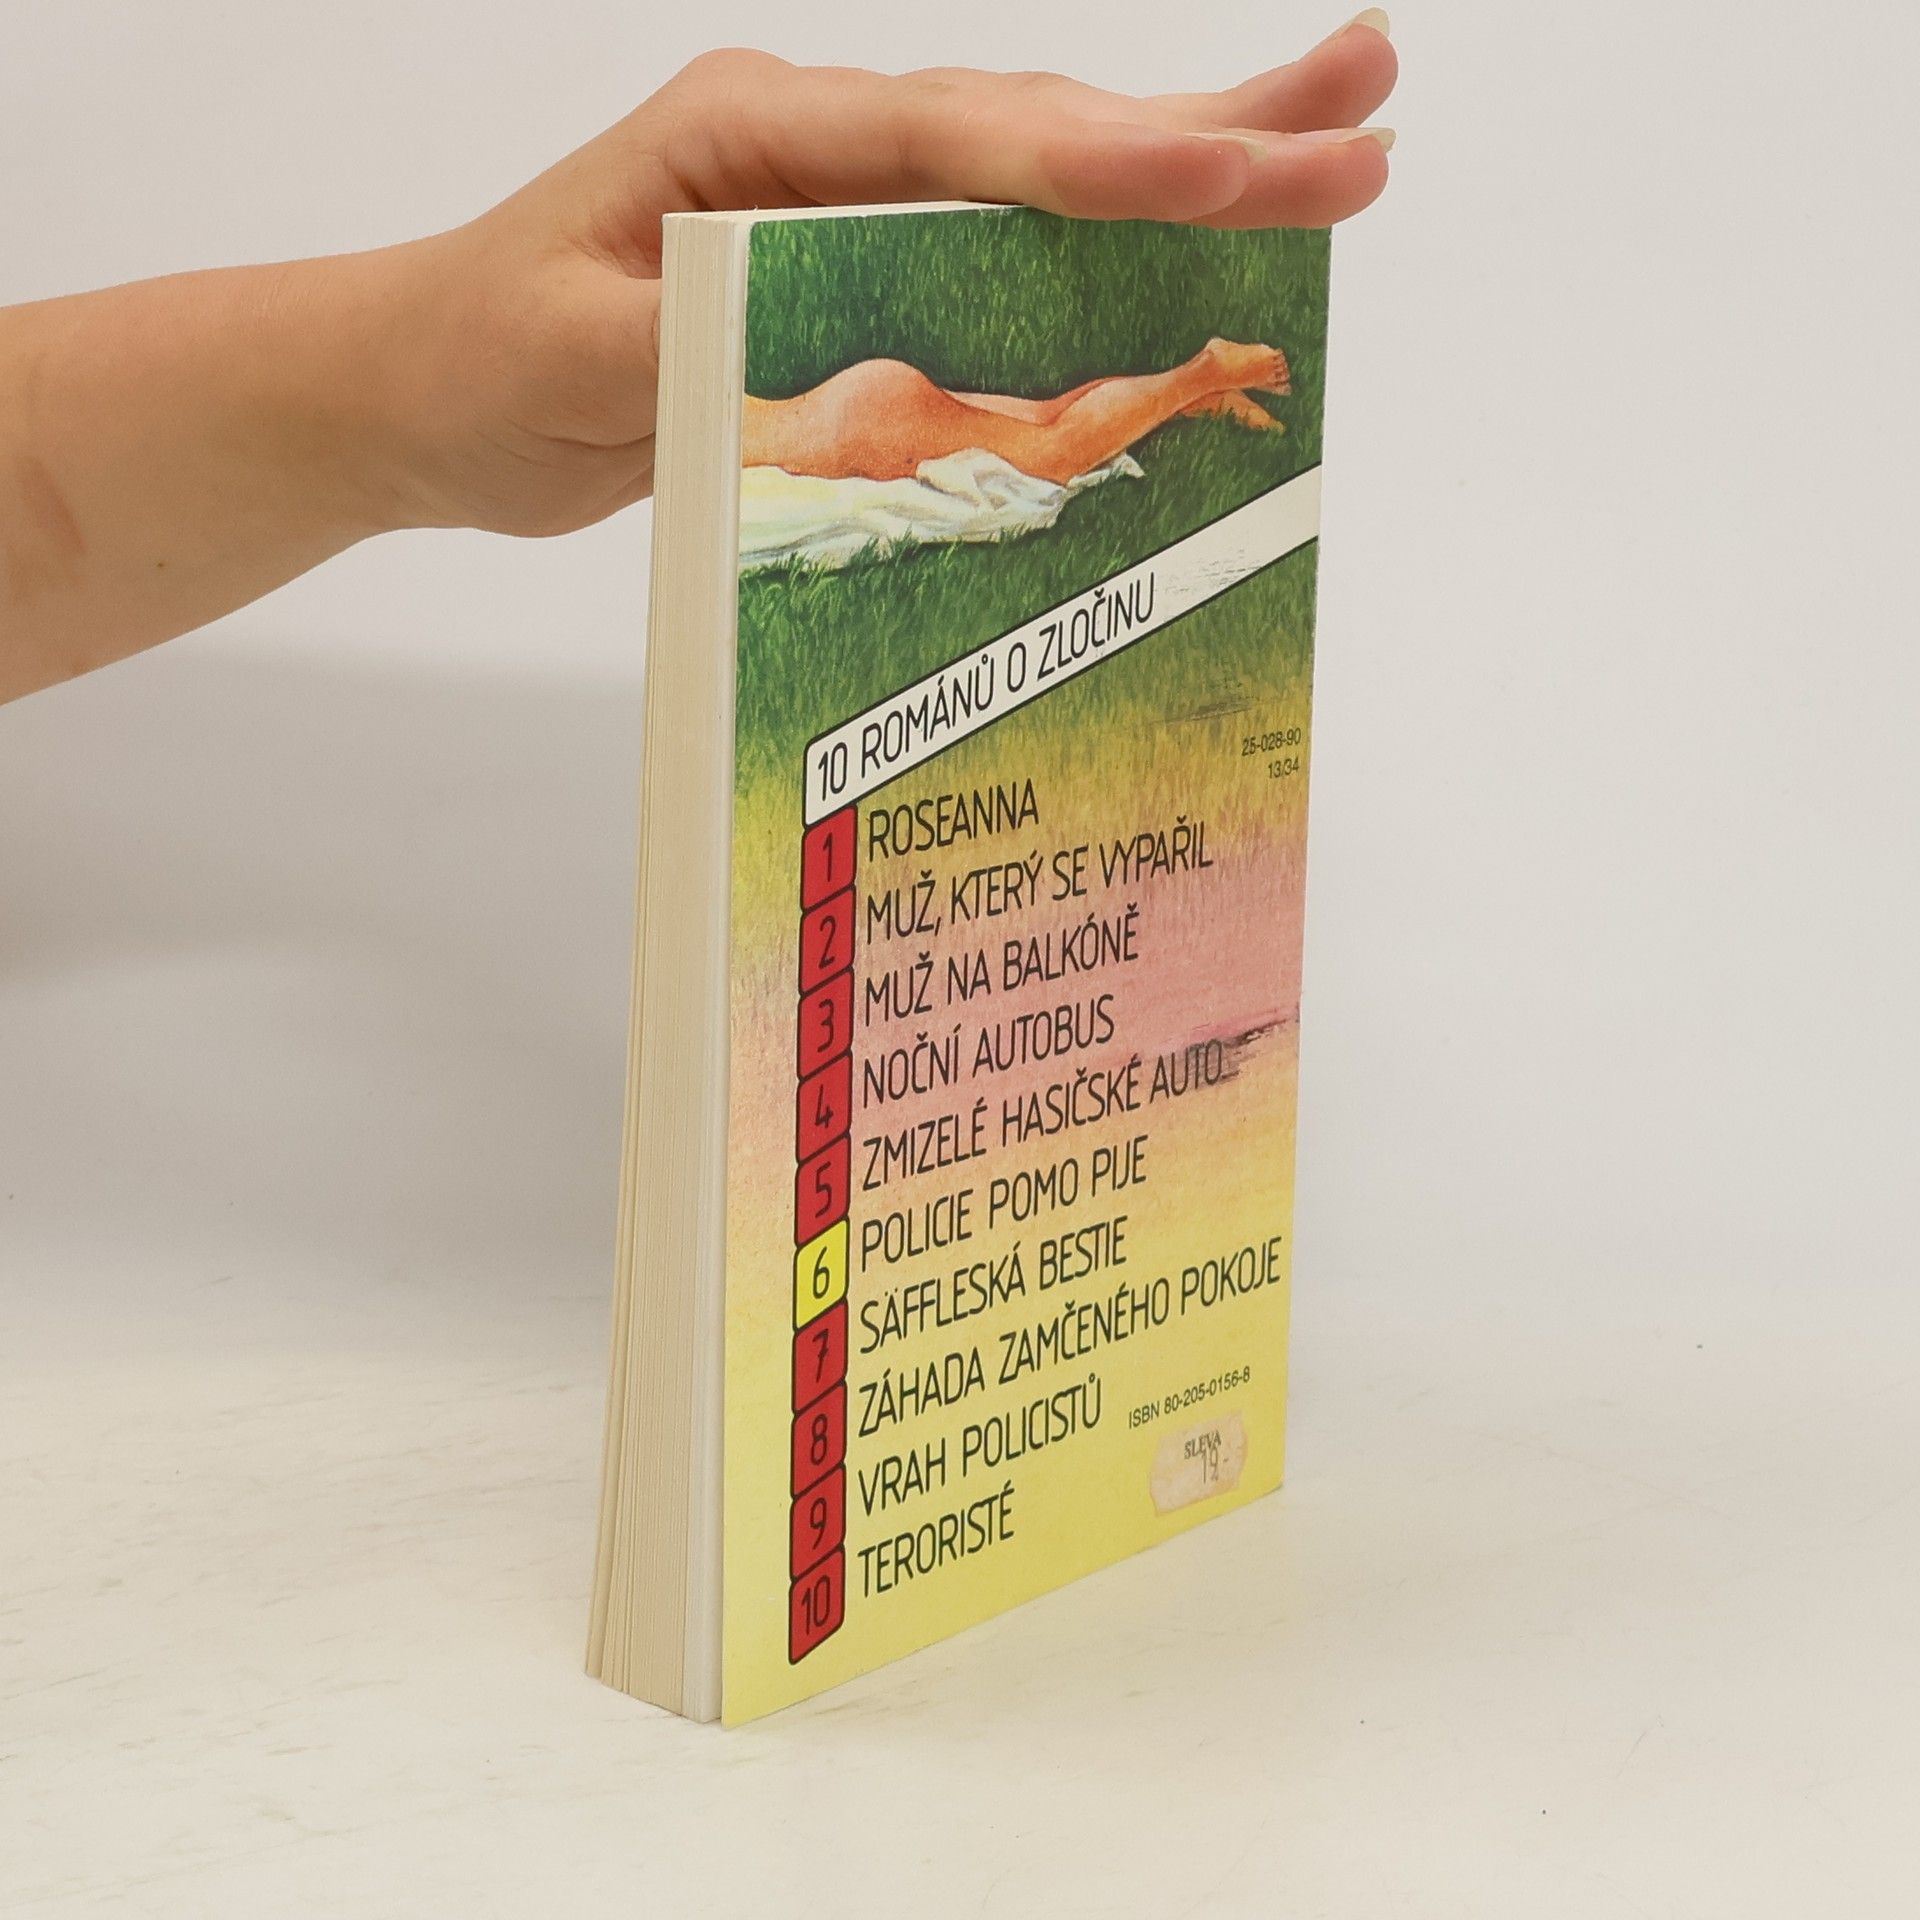 10 ROMÁNŮ O ZLOČINU
25-028-90
13/34
1 ROSEANNA
2 MUŽ, KTERÝ SE VYPAŘIL
3 MUŽ NA BALKÓNĚ
4 NOČNÍ AUTOBUS
5 ZMIZELÉ HASIČSKÉ AUTO
6 POLICIE POMO PIJE
7 SÄFFLESKÁ BESTIE
8 ZÁHADA ZAMČENÉHO POKOJE
9 VRAH POLICISTŮ
10 TERORISTÉ
ISBN 80-205-0156-8
SLEVA
19-